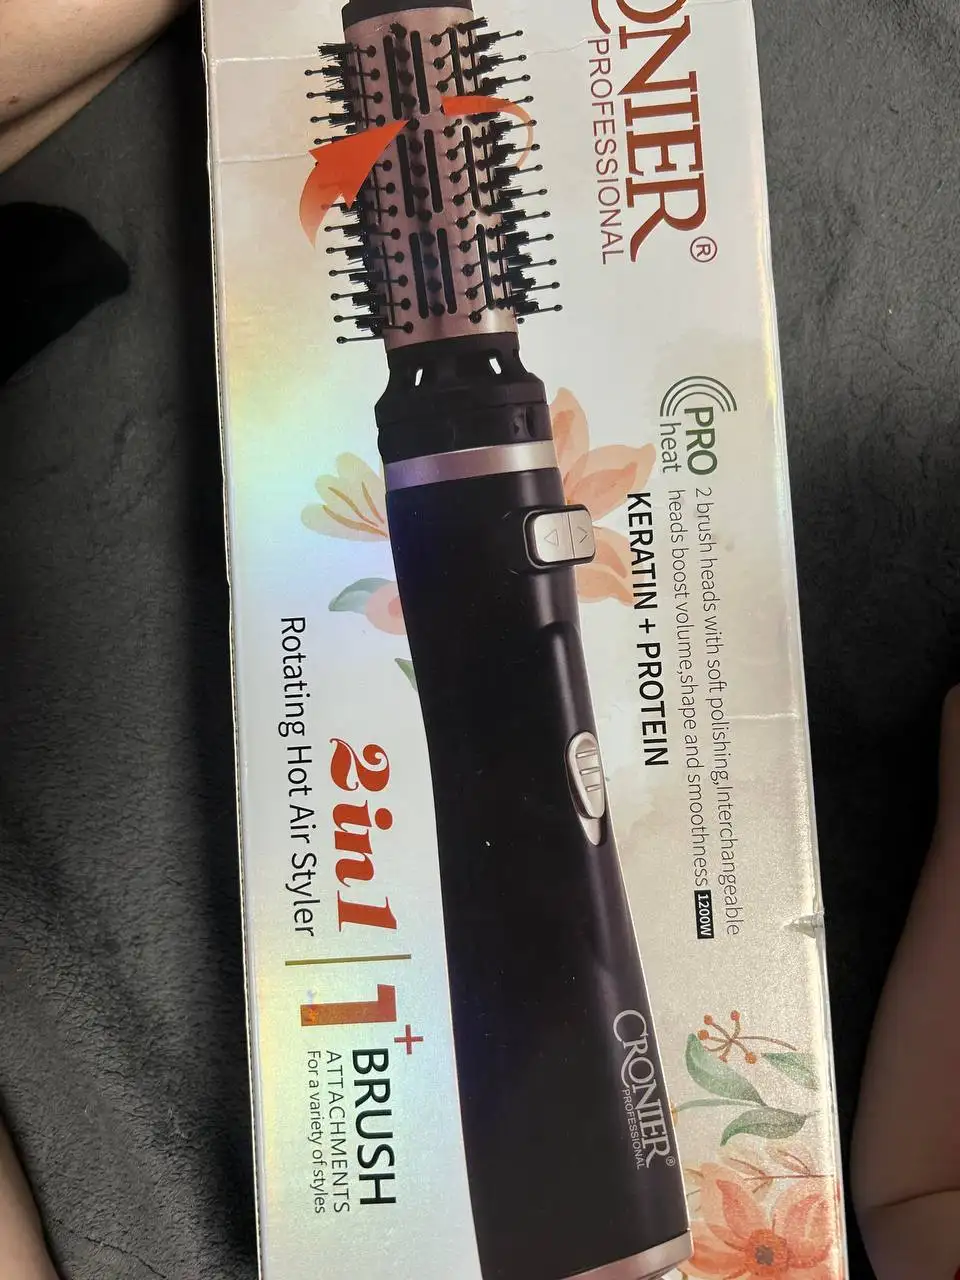 ONIER®
PROFESSIONAL
PRO
heat
2 brush heads with soft polishing,Interchangeable
heads boost volume,shape and smoothness 1200W
KERATIN + PROTEIN
CRONIER®
PROFESSIONAL
2in1
Rotating Hot Air Styler
1+
BRUSH
ATTACHMENTS
For a variety of styles